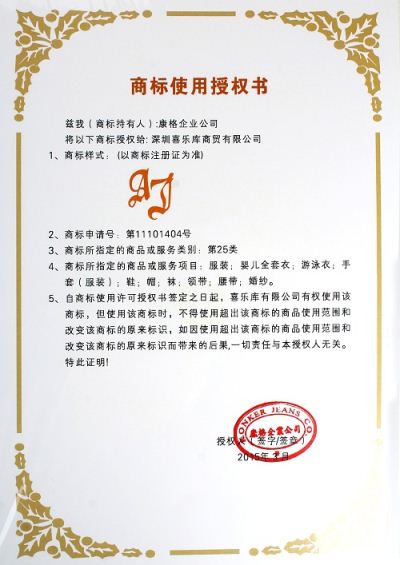 商标使用授权书
兹我（商标持有人）:康格企业公司
将以下商标授权给: 深圳喜乐库商贸有限公司
1、商标样式： (以商标注册证为准)
AJ
2、商标申请号：第11101404号
3、商标所指定的商品或服务类别：第25类
4、商标所指定的商品或服务项目：服装；婴儿全套衣；游泳衣；手
套（服装）；鞋；帽；袜；领带；腰带；婚纱。
5、自商标使用许可授权书签定之日起，喜乐库有限公司有权使用该
商标，但使用该商标时，不得使用超出该商标的商品使用范围和
改变该商标的原来标识，如因使用超出该商标的商品使用范围和
改变该商标的原来标识而带来的后果,一切责任与本授权人无关。
特此证明!
CONKER JEANS CO
康格企業公司
授权人（签字/签章）
2015年 月